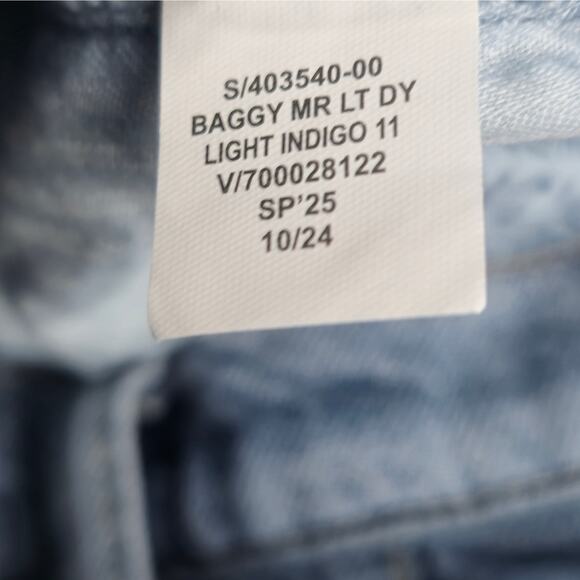 S/403540-00
BAGGY MR LT DY
LIGHT INDIGO 11
V/700028122
SP'25
10/24